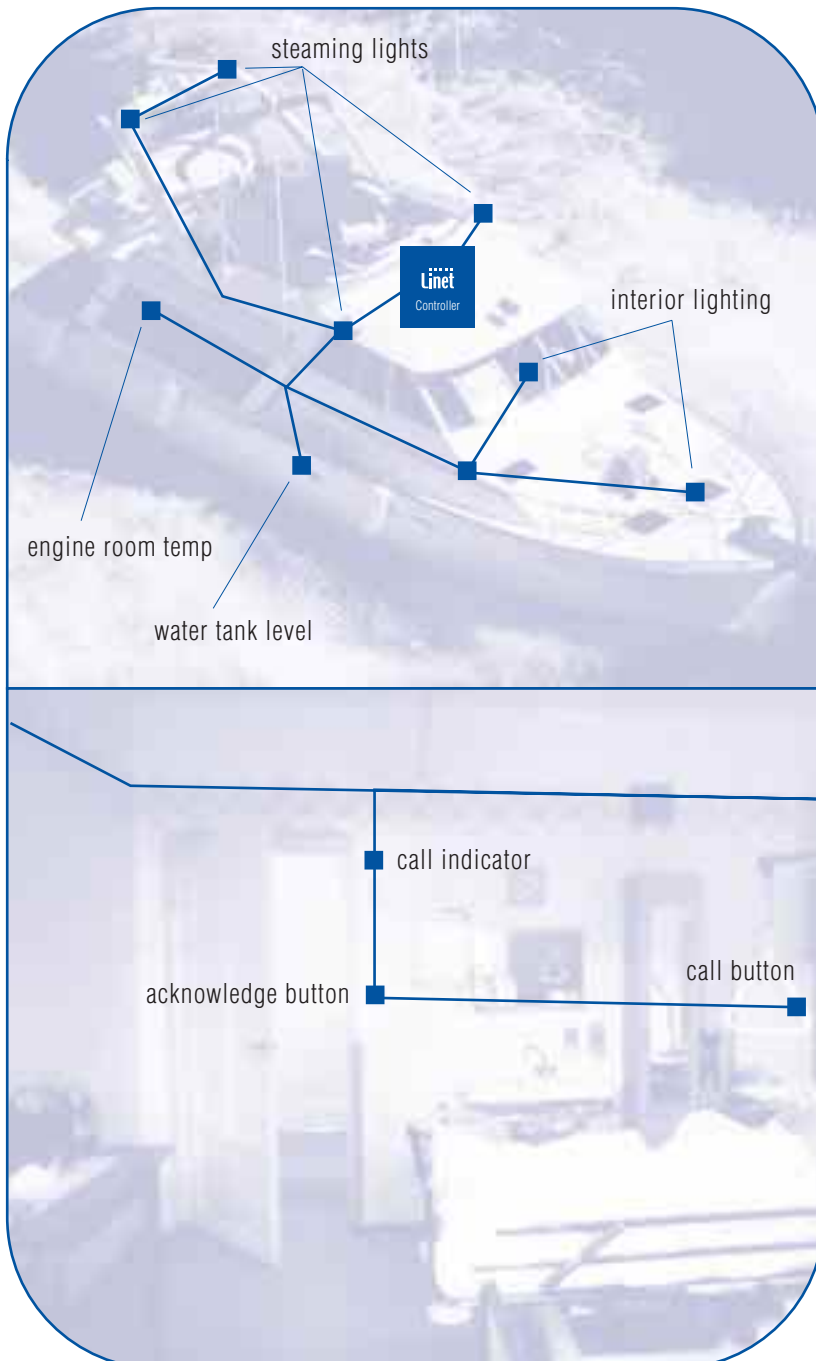 steaming lights
Linet
Controller
interior lighting
engine room temp
water tank level
call indicator
call button
acknowledge button